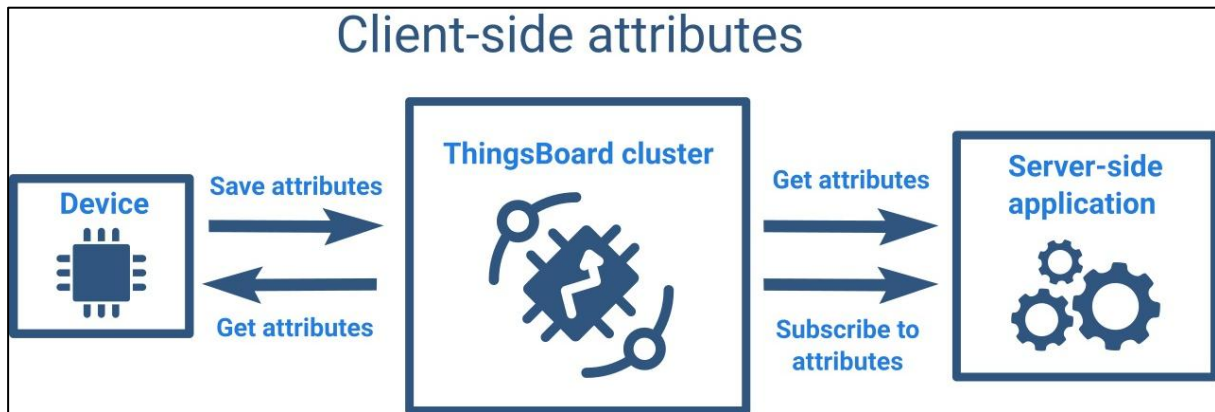 Client-side attributes
Device
Save attributes
Get attributes
ThingsBoard cluster
Get attributes
Subscribe to
attributes
Server-side
application